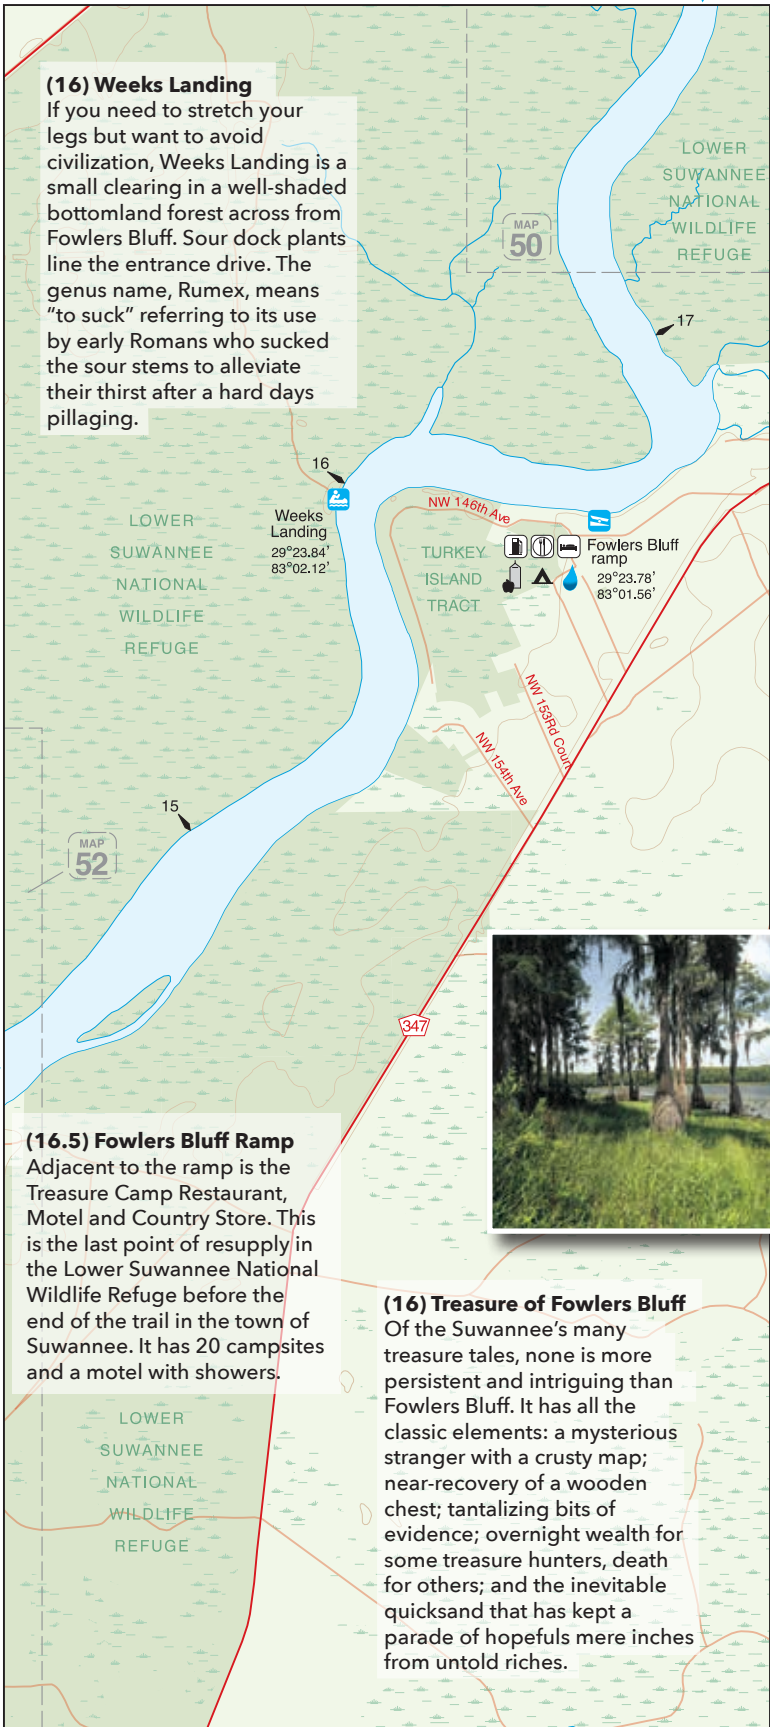 (16) Weeks Landing
If you need to stretch your
legs but want to avoid
civilization, Weeks Landing is a
small clearing in a well-shaded
bottomland forest across from
Fowlers Bluff. Sour dock plants
line the entrance drive. The
genus name, Rumex, means
“to suck” referring to its use
by early Romans who sucked
the sour stems to alleviate
their thirst after a hard days
pillaging.
LOWER
SUWANNEE
NATIONAL
WILDLIFE
REFUGE
MAP
50
17
16
Weeks
Landing
29°23.84’
83°02.12’
NW 146th Ave
LOWER
SUWANNEE
NATIONAL
WILDLIFE
REFUGE
TURKEY
ISLAND
TRACT
Fowlers Bluff
ramp
29°23.78’
83°01.56’
NW 153Rd Court
NW 154th Ave
15
MAP
52
347
(16.5) Fowlers Bluff Ramp
Adjacent to the ramp is the
Treasure Camp Restaurant,
Motel and Country Store. This
is the last point of resupply in
the Lower Suwannee National
Wildlife Refuge before the
end of the trail in the town of
Suwannee. It has 20 campsites
and a motel with showers.
(16) Treasure of Fowlers Bluff
Of the Suwannee’s many
treasure tales, none is more
persistent and intriguing than
Fowlers Bluff. It has all the
classic elements: a mysterious
stranger with a crusty map;
near-recovery of a wooden
chest; tantalizing bits of
evidence; overnight wealth for
some treasure hunters, death
for others; and the inevitable
quicksand that has kept a
parade of hopefuls mere inches
from untold riches.
LOWER
SUWANNEE
NATIONAL
WILDLIFE
REFUGE